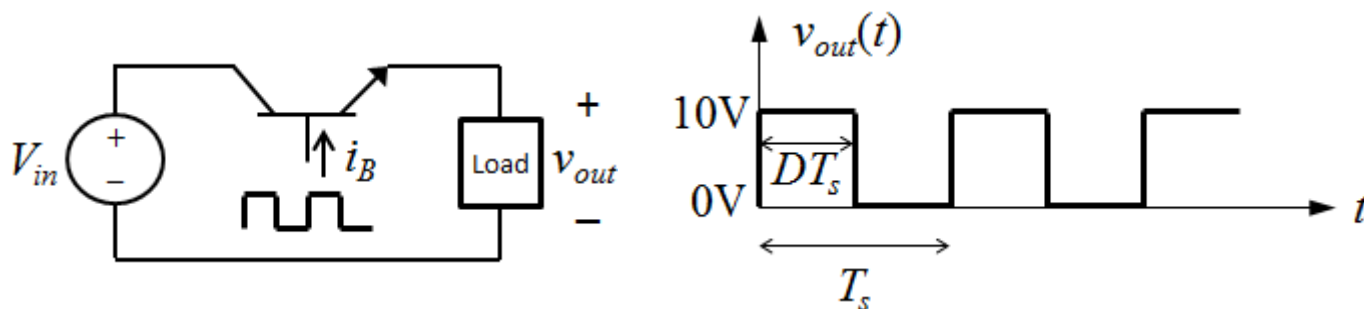 V_in
+
−
i_B
Load
+
v_out
−
v_out(t)
10V
0V
DT_s
T_s
t